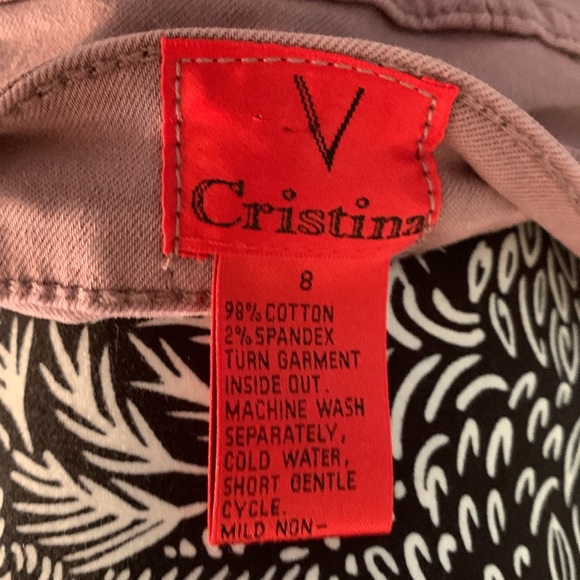 V
Cristina
8
98% COTTON
2% SPANDEX
TURN GARMENT
INSIDE OUT.
MACHINE WASH
SEPARATELY,
COLD WATER,
SHORT GENTLE
CYCLE.
MILD NON-